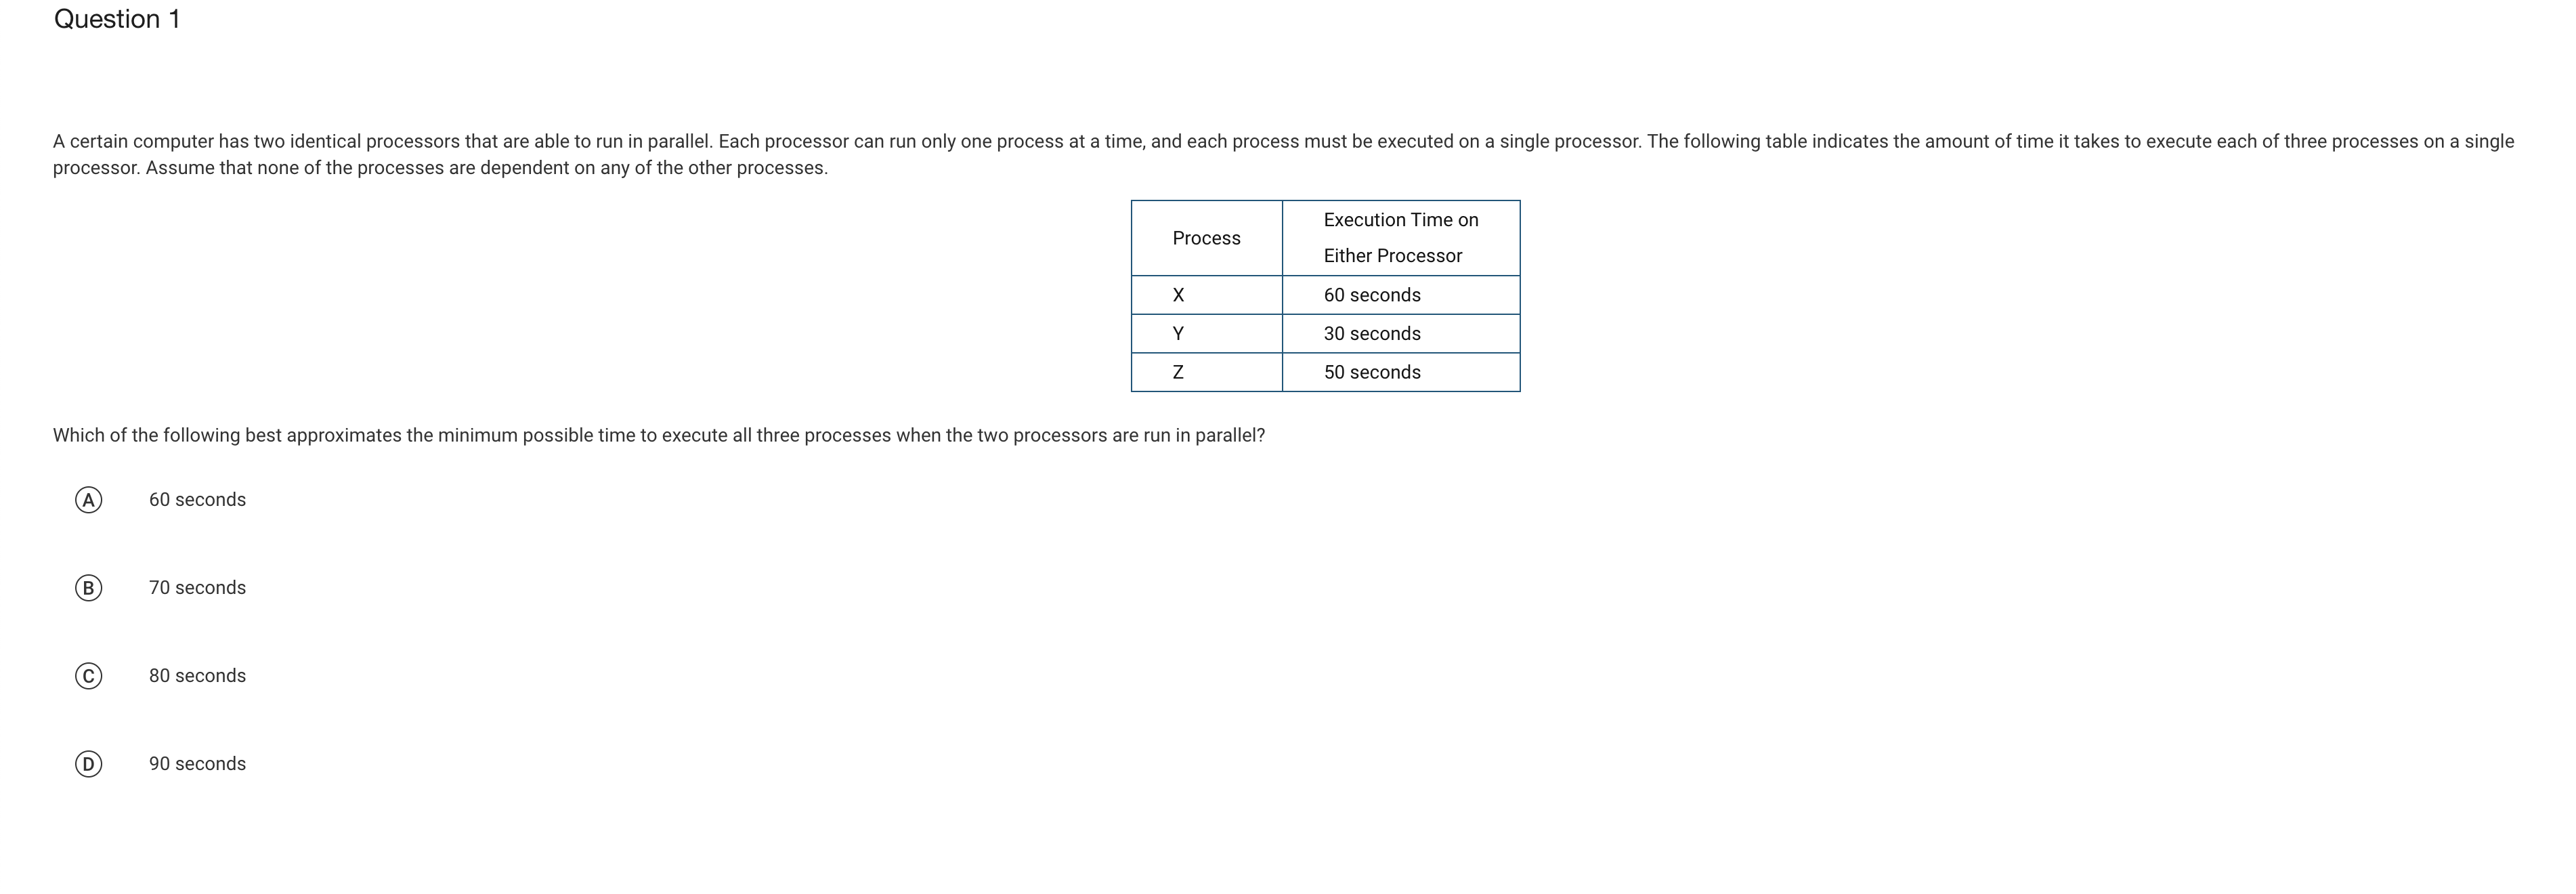 Question 1
A certain computer has two identical processors that are able to run in parallel. Each processor can run only one process at a time, and each process must be executed on a single processor. The following table indicates the amount of time it takes to execute each of three processes on a single
processor. Assume that none of the processes are dependent on any of the other processes.
Process
Execution Time on
Either Processor
X 60 seconds
Y 30 seconds
Z 50 seconds
Which of the following best approximates the minimum possible time to execute all three processes when the two processors are run in parallel?
A 60 seconds
B 70 seconds
C 80 seconds
D 90 seconds